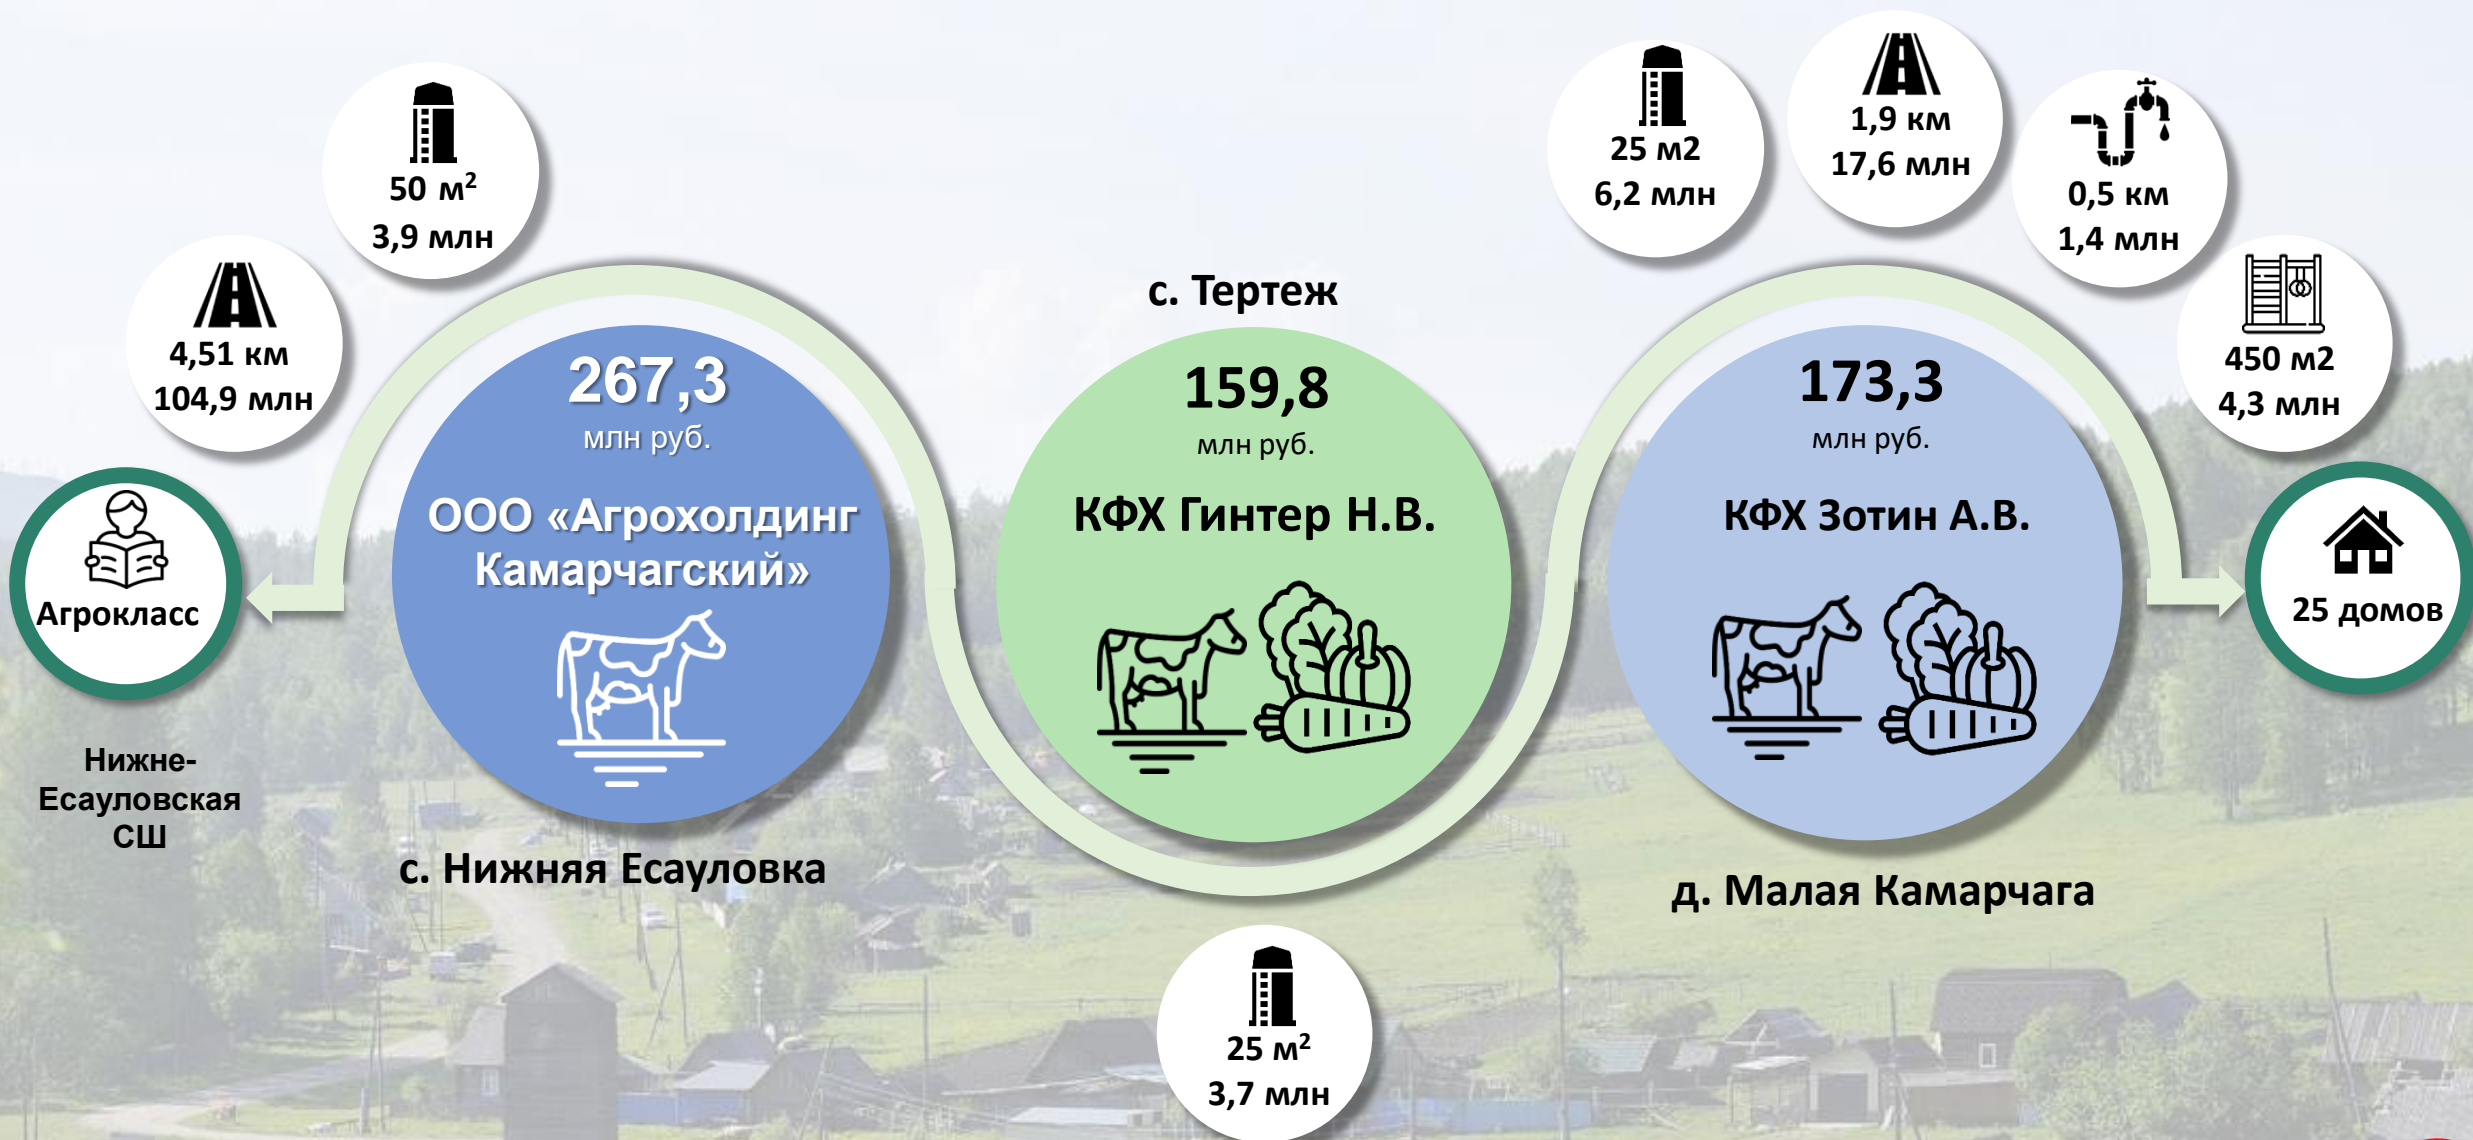 50 м²
3,9 млн
4,51 км
104,9 млн
Агрокласс
Нижне-
Есауловская
СШ
267,3
млн руб.
ООО «Агрохолдинг
Камарчагский»
с. Нижняя Есауловка
с. Тертеж
159,8
млн руб.
КФХ Гинтер Н.В.
25 м²
3,7 млн
25 м2
6,2 млн
1,9 км
17,6 млн
0,5 км
1,4 млн
450 м2
4,3 млн
173,3
млн руб.
КФХ Зотин А.В.
д. Малая Камарчага
25 домов